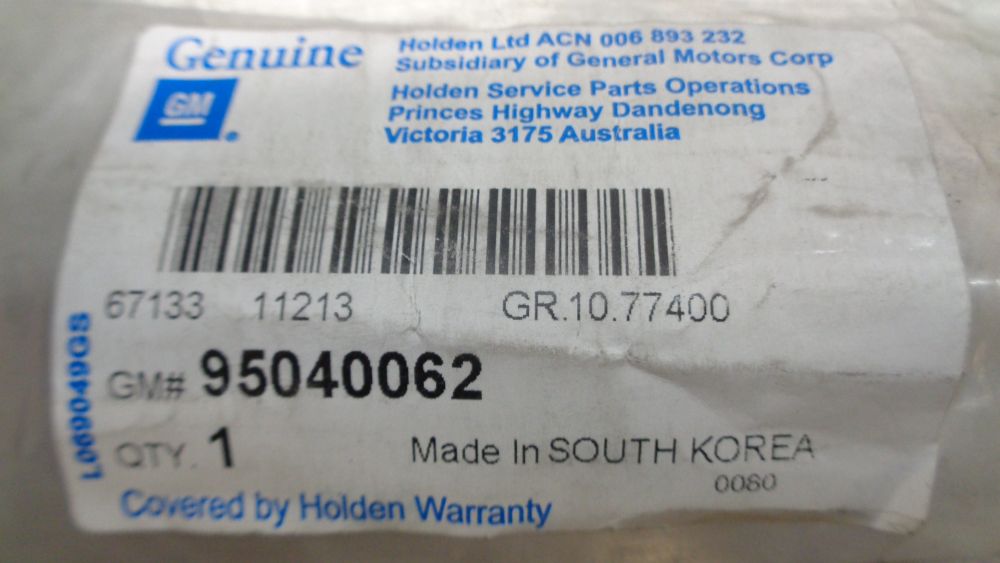 Genuine
GM
Holden Ltd ACN 006 893 232
Subsidiary of General Motors Corp
Holden Service Parts Operations
Princes Highway Dandenong
Victoria 3175 Australia
67133 11213 GR.10.77400
GM# 95040062
QTY. 1 Made In SOUTH KOREA
0080
Covered by Holden Warranty
L069049GS